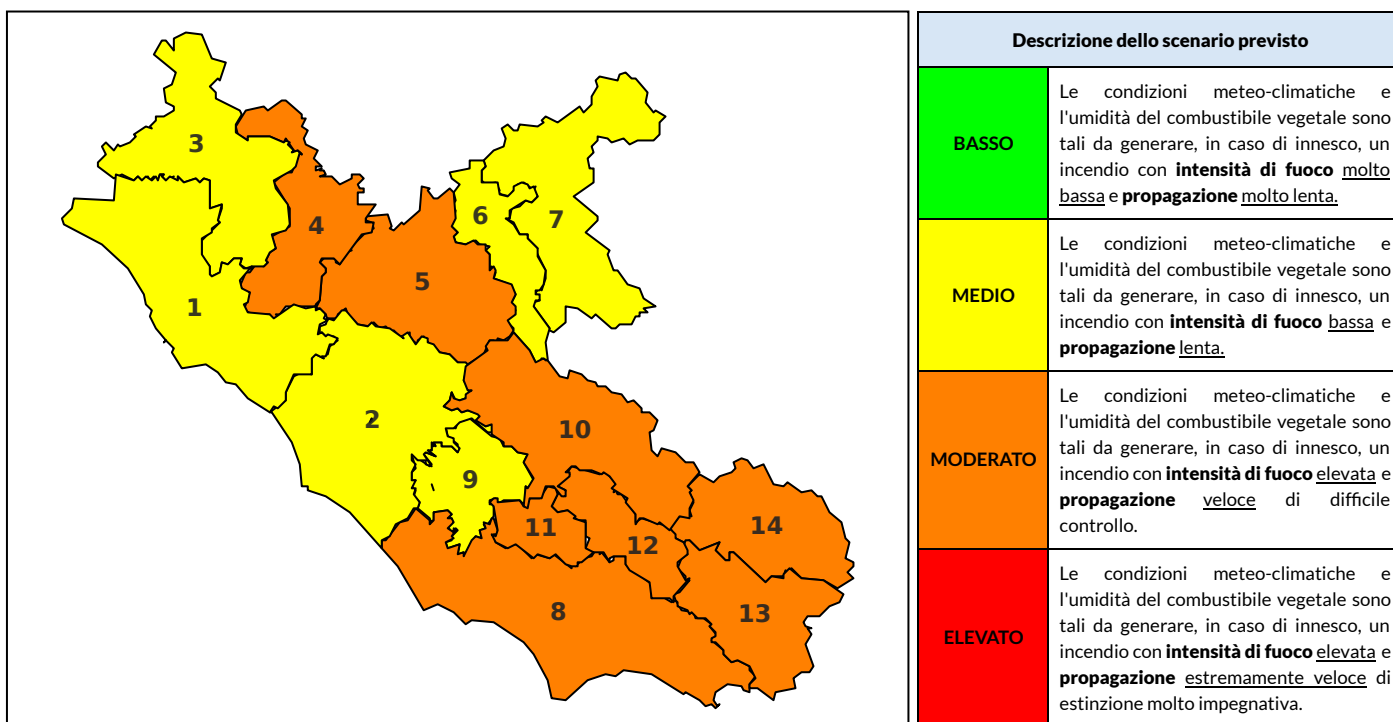 3
4
6
7
1
5
2
10
9
11
12
14
8
13
Descrizione dello scenario previsto
BASSO
Le condizioni meteo-climatiche e
l'umidità del combustibile vegetale sono
tali da generare, in caso di innesco, un
incendio con intensità di fuoco molto
bassa e propagazione molto lenta.
MEDIO
Le condizioni meteo-climatiche e
l'umidità del combustibile vegetale sono
tali da generare, in caso di innesco, un
incendio con intensità di fuoco bassa e
propagazione lenta.
MODERATO
Le condizioni meteo-climatiche e
l'umidità del combustibile vegetale sono
tali da generare, in caso di innesco, un
incendio con intensità di fuoco elevata e
propagazione veloce di difficile
controllo.
ELEVATO
Le condizioni meteo-climatiche e
l'umidità del combustibile vegetale sono
tali da generare, in caso di innesco, un
incendio con intensità di fuoco elevata e
propagazione estremamente veloce di
estinzione molto impegnativa.